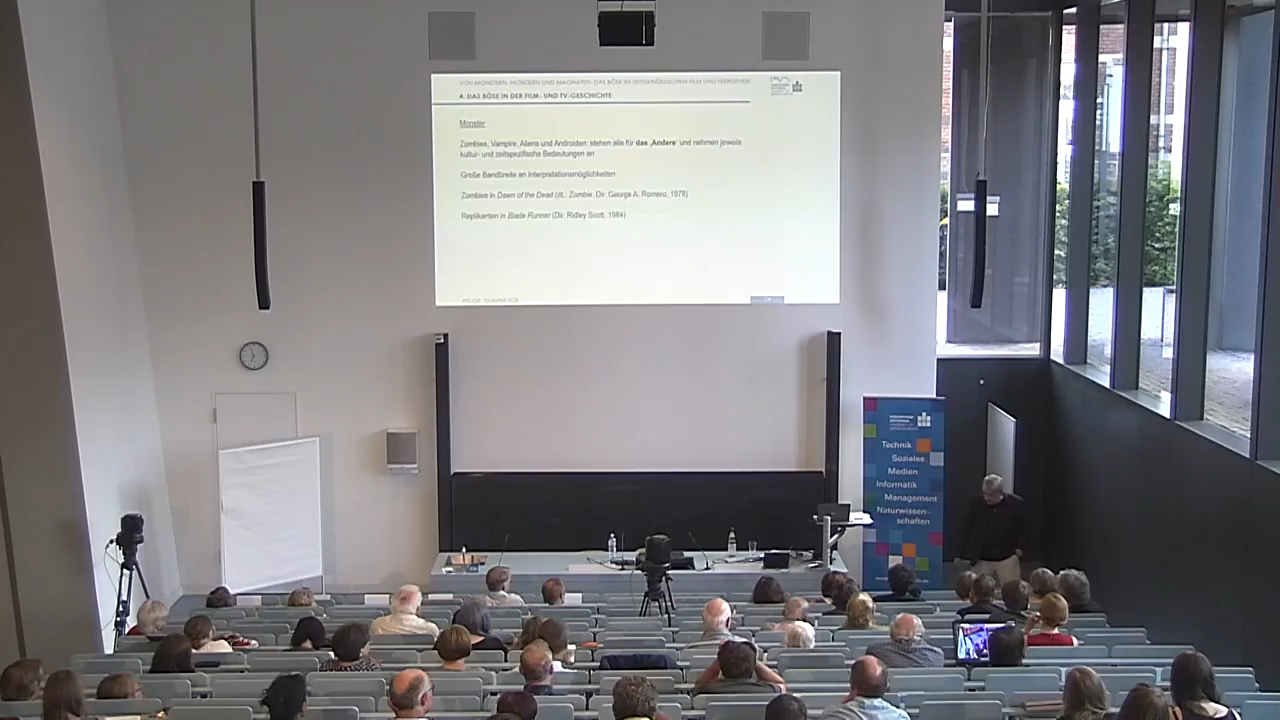 VON MONSTERN, MÖRDERN UND MAGNATEN: DAS BÖSE IM ZEITGENÖSSISCHEN FILM UND FERNSEHEN
4. DAS BÖSE IN DER FILM- UND TV-GESCHICHTE
Monster
Zombies, Vampire, Aliens und Androiden: stehen alle für das ‚Andere' und nehmen jeweils
kultur- und zeitspezifische Bedeutungen an
Große Bandbreite an Interpretationsmöglichkeiten
Zombies in Dawn of the Dead (dt.: Zombie, Dir. George A. Romero, 1978)
Replikanten in Blade Runner (Dir. Ridley Scott, 1984)
Technik
Soziales
Medien
Informatik
Management
Naturwissen-
schaften